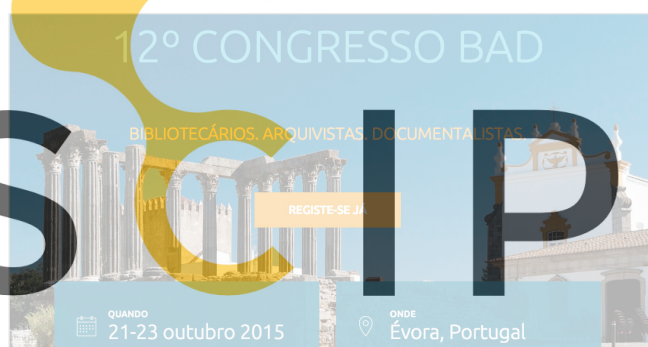 12º CONGRESSO BAD
BIBLIOTECÁRIOS. ARQUIVISTAS. DOCUMENTALISTAS.
SCIP
REGISTE-SE JÁ
QUANDO
21-23 outubro 2015
ONDE
Évora, Portugal